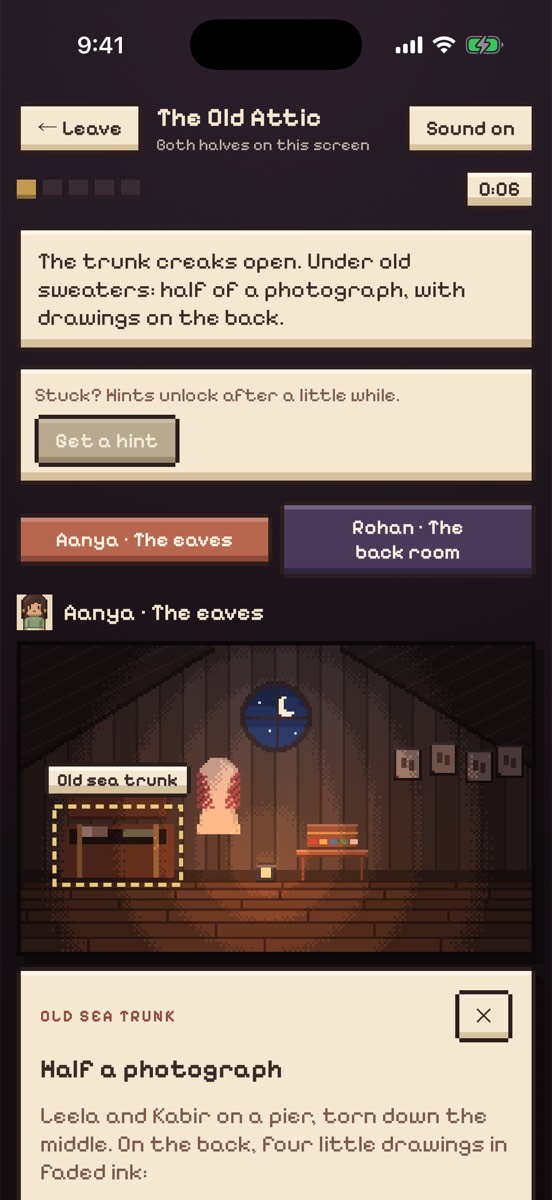 9:41
← Leave
The Old Attic
Both halves on this screen
Sound on
0:06
The trunk creaks open. Under old
sweaters: half of a photograph, with
drawings on the back.
Stuck? Hints unlock after a little while.
Get a hint
Aanya · The eaves
Rohan · The
back room
Aanya · The eaves
Old sea trunk
OLD SEA TRUNK
Half a photograph
Leela and Kabir on a pier, torn down the
middle. On the back, four little drawings in
faded ink: